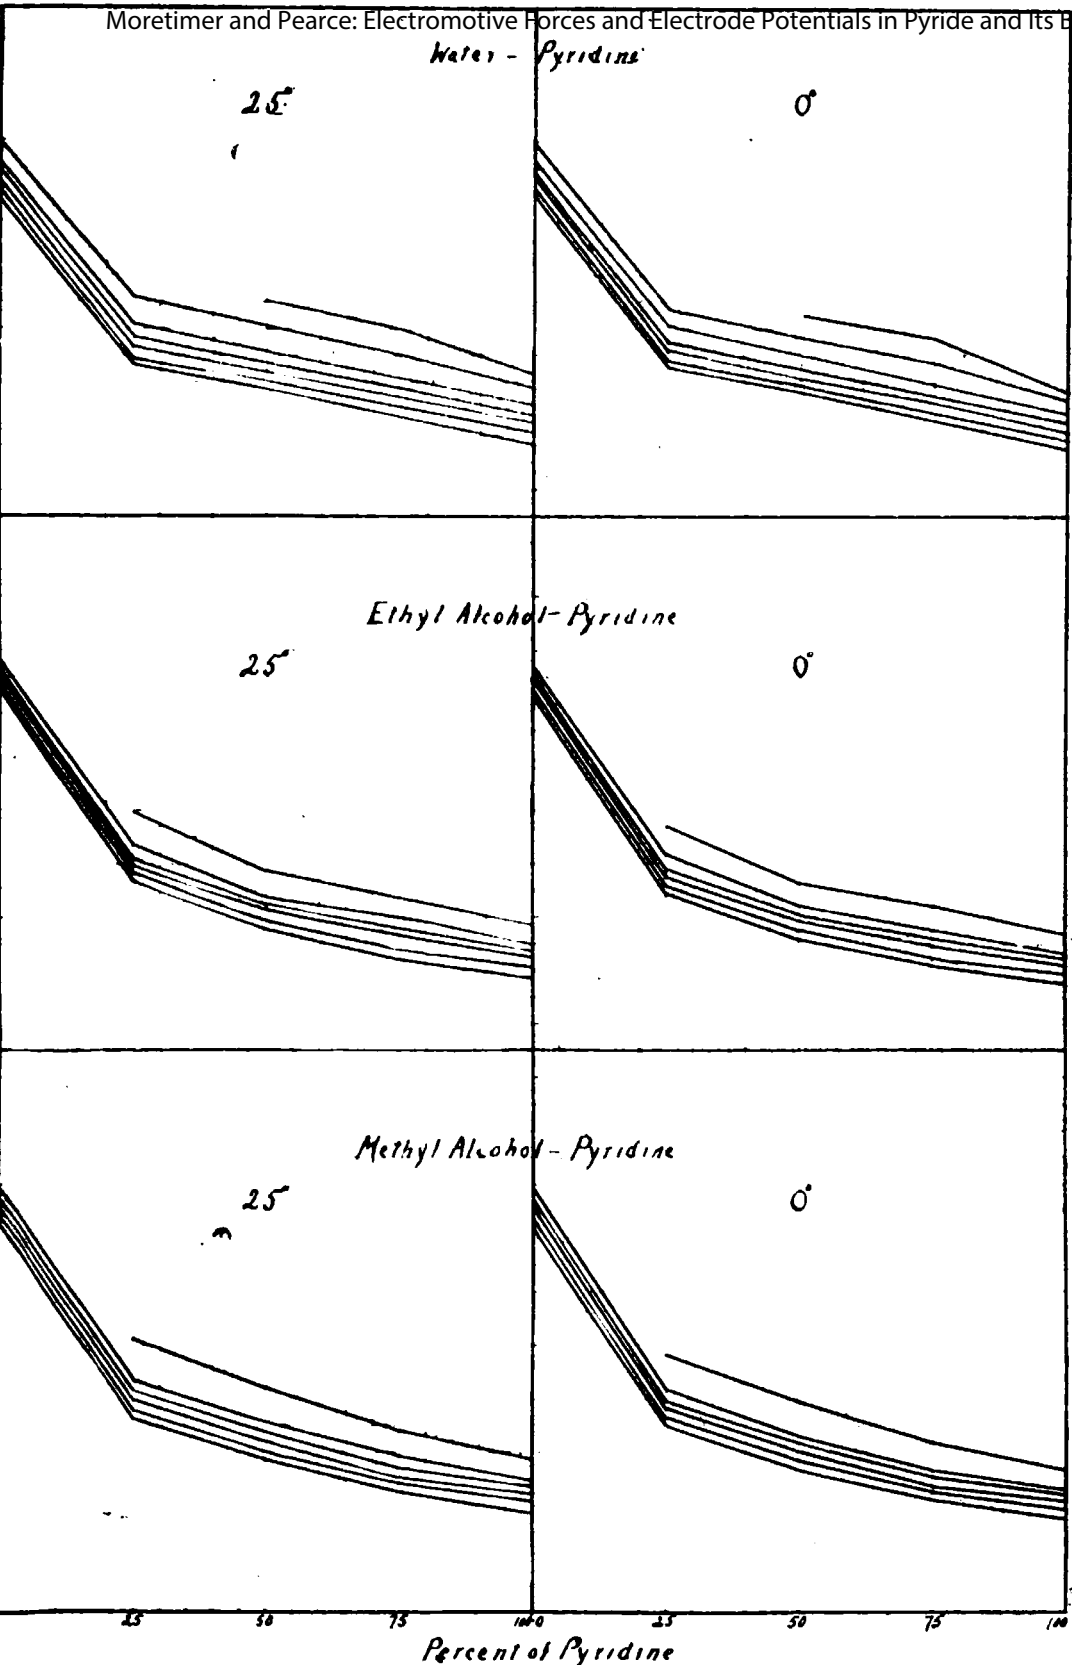 Moretimer and Pearce: Electromotive Forces and Electrode Potentials in Pyride and Its
Water - Pyridine
25° 0°
Ethyl Alcohol - Pyridine
25° 0°
Methyl Alcohol - Pyridine
25° 0°
25 50 75 100 0 25 50 75 100
Percent of Pyridine